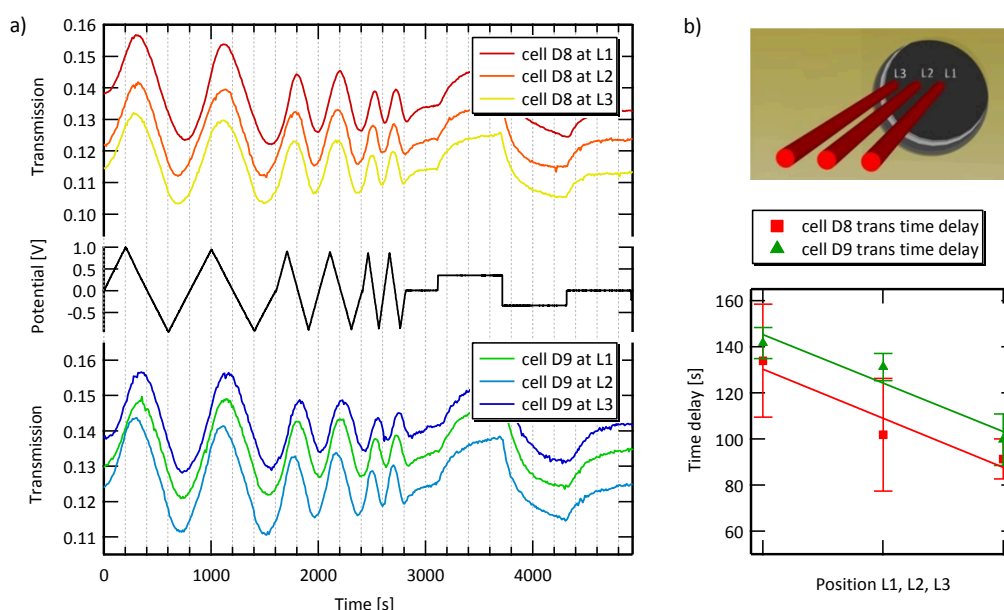 a)
0.16
0.15
0.14
0.13
0.12
0.11
0.10
Transmission
cell D8 at L1
cell D8 at L2
cell D8 at L3
1.0
0.5
0.0
-0.5
Potential [V]
0.15
0.14
0.13
0.12
0.11
Transmission
cell D9 at L1
cell D9 at L2
cell D9 at L3
0
1000
2000
3000
4000
Time [s]
b)
L3 L2 L1
cell D8 trans time delay
cell D9 trans time delay
160
140
120
100
80
60
Time delay [s]
Position L1, L2, L3